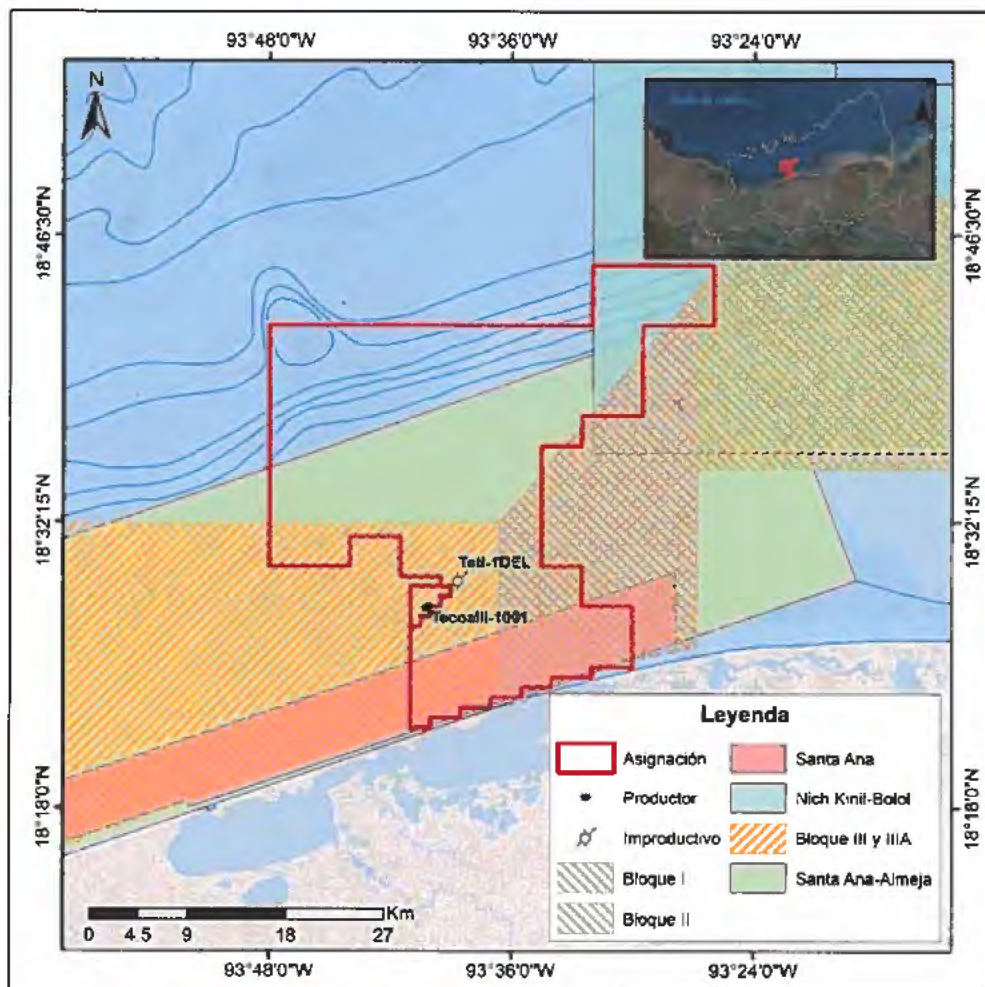 93°48'0"W 93°36'0"W 93°24'0"W
N
18°46'30"N 18°46'30"N
18°32'15"N 18°32'15"N
Teti-1DEL
Tecoalli-1001
18°18'0"N 18°18'0"N
Leyenda
Asignación
Santa Ana
Productor
Nich Kinil-Bolol
Improductivo
Bloque III y IIIA
Bloque I
Santa Ana-Almeja
Bloque II
Km
0 4.5 9 18 27
93°48'0"W 93°36'0"W 93°24'0"W